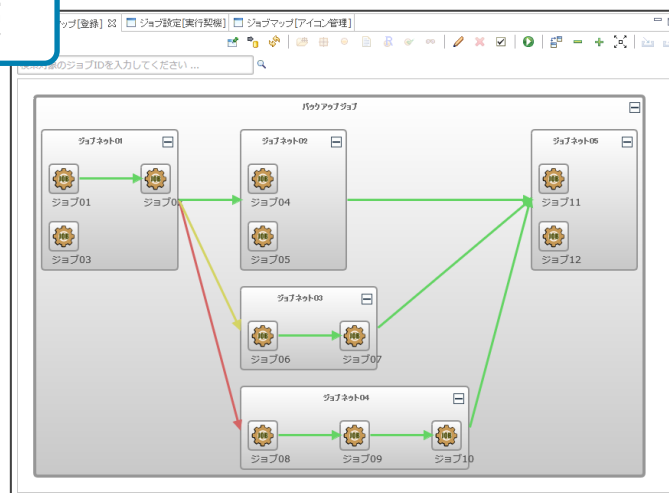 ップ[登録]
ジョブ設定[実行契機]
ジョブマップ[アイコン管理]
のジョブIDを入力してください ...
バックアップジョブ
ジョブネット01
ジョブネット02
ジョブネット05
ジョブ01
ジョブ02
ジョブ04
ジョブ11
ジョブ03
ジョブ05
ジョブ12
ジョブネット03
ジョブ06
ジョブ07
ジョブネット04
ジョブ08
ジョブ09
ジョブ10